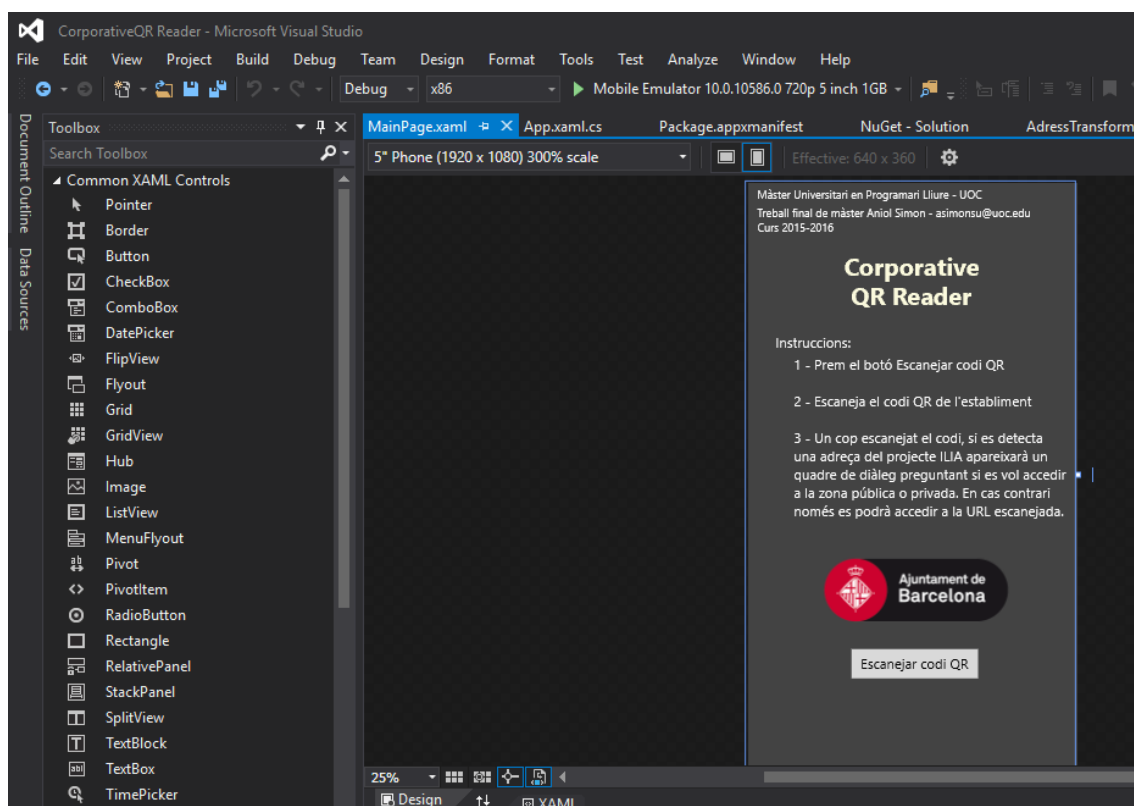 CorporativeQR Reader - Microsoft Visual Studio
File Edit View Project Build Debug Team Design Format Tools Test Analyze Window Help
Debug x86 Mobile Emulator 10.0.10586.0 720p 5 inch 1GB
Document Outline
Data Sources
Toolbox
Search Toolbox
Common XAML Controls
Pointer
Border
Button
CheckBox
ComboBox
DatePicker
FlipView
Flyout
Grid
GridView
Hub
Image
ListView
MenuFlyout
Pivot
PivotItem
RadioButton
Rectangle
RelativePanel
StackPanel
SplitView
TextBlock
TextBox
TimePicker
MainPage.xaml App.xaml.cs Package.appxmanifest NuGet - Solution AdressTransform
5" Phone (1920 x 1080) 300% scale Effective: 640 x 360
Màster Universitari en Programari Lliure - UOC
Treball final de màster Aniol Simon - asimonsu@uoc.edu
Curs 2015-2016
Corporative
QR Reader
Instruccions:
1 - Prem el botó Escanejar codi QR
2 - Escaneja el codi QR de l'establiment
3 - Un cop escanejat el codi, si es detecta
una adreça del projecte ILIA apareixarà un
quadre de diàleg preguntant si es vol accedir
a la zona pública o privada. En cas contrari
només es podrà accedir a la URL escanejada.
Ajuntament de
Barcelona
Escanejar codi QR
25%
Design XAML